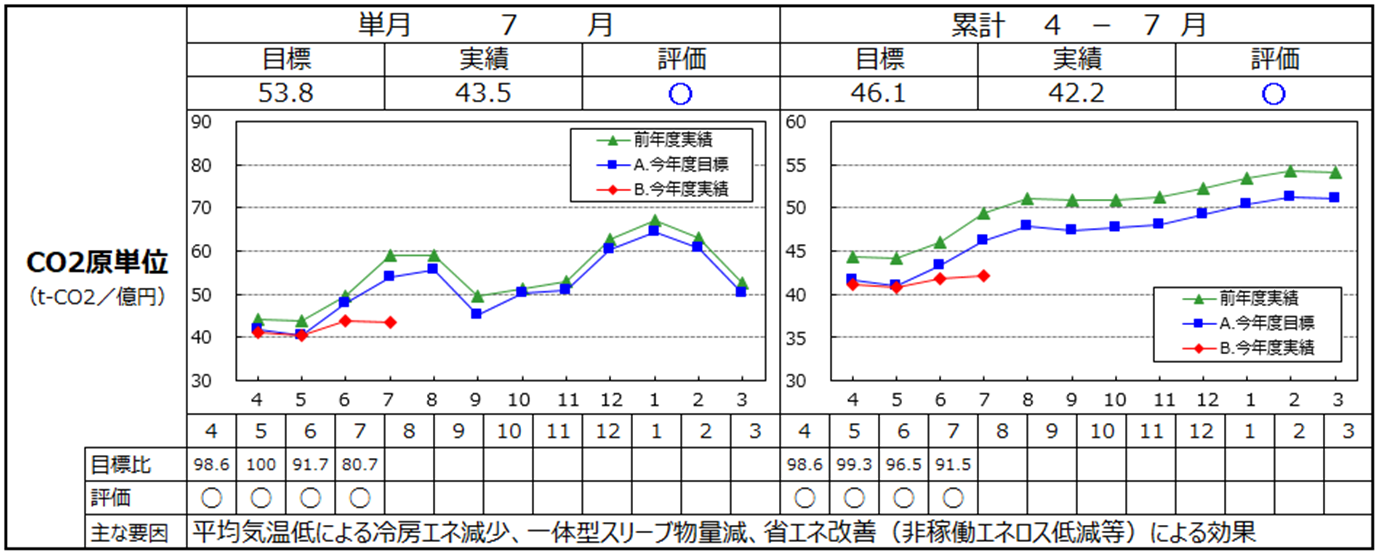 単月 7 月 累計 4 － 7 月
目標 実績 評価 目標 実績 評価
53.8 43.5 ○ 46.1 42.2 ○
CO2原単位
（t-CO2／億円）
90
80
70
60
50
40
30
前年度実績
A.今年度目標
B.今年度実績
4 5 6 7 8 9 10 11 12 1 2 3
60
55
50
45
40
35
30
前年度実績
A.今年度目標
B.今年度実績
4 5 6 7 8 9 10 11 12 1 2 3
4 5 6 7 8 9 10 11 12 1 2 3 4 5 6 7 8 9 10 11 12 1 2 3
目標比 98.6 100 91.7 80.7 98.6 99.3 96.5 91.5
評価 ○ ○ ○ ○ ○ ○ ○ ○
主な要因 平均気温低による冷房エネ減少、一体型スリーブ物量減、省エネ改善（非稼働エネロス低減等）による効果